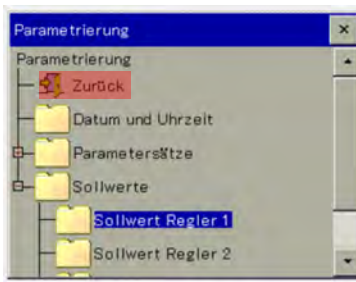 Parametrierung
Parametrierung
Zurück
Datum und Uhrzeit
Parametersätze
Sollwerte
Sollwert Regler 1
Sollwert Regler 2